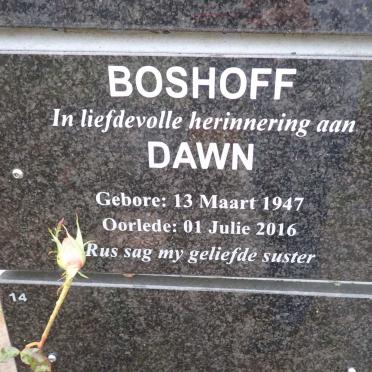 BOSHOFF
In liefdevolle herinnering aan
DAWN
Gebore: 13 Maart 1947
Oorlede: 01 Julie 2016
Rus sag my geliefde suster
14